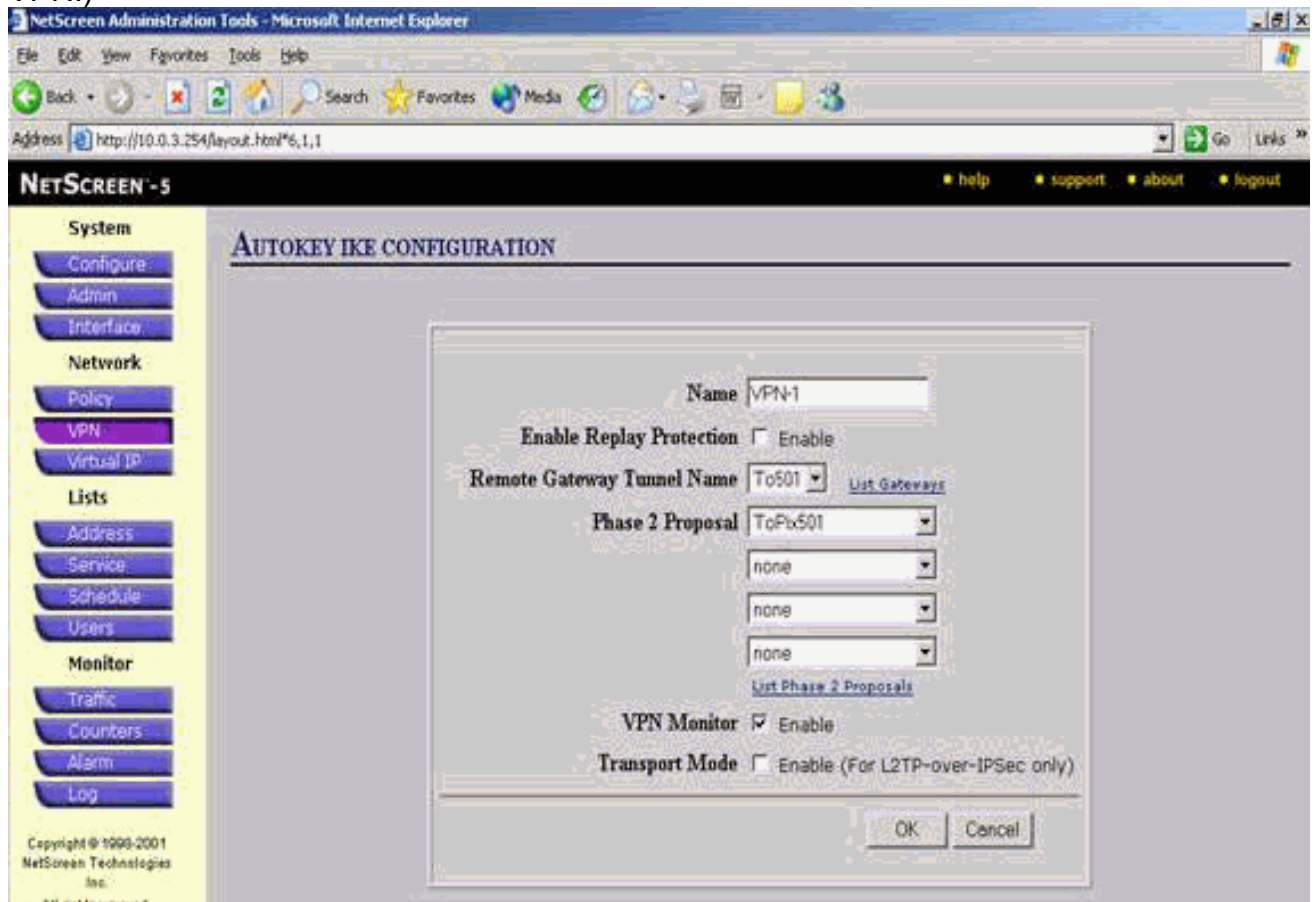 NetScreen Administration Tools - Microsoft Internet Explorer
File Edit View Favorites Tools Help
Back Search Favorites Media
Address http://10.0.3.254/layout.html*6,1,1 Go Links »
NETSCREEN-5 help support about logout
System
Configure
Admin
Interface
Network
Policy
VPN
Virtual IP
Lists
Address
Service
Schedule
Users
Monitor
Traffic
Counters
Alarm
Log
Copyright © 1998-2001
NetScreen Technologies
Inc.
AUTOKEY IKE CONFIGURATION
Name VPN-1
Enable Replay Protection Enable
Remote Gateway Tunnel Name To501 List Gateways
Phase 2 Proposal ToPix501
none
none
none
List Phase 2 Proposals
VPN Monitor Enable
Transport Mode Enable (For L2TP-over-IPSec only)
OK Cancel